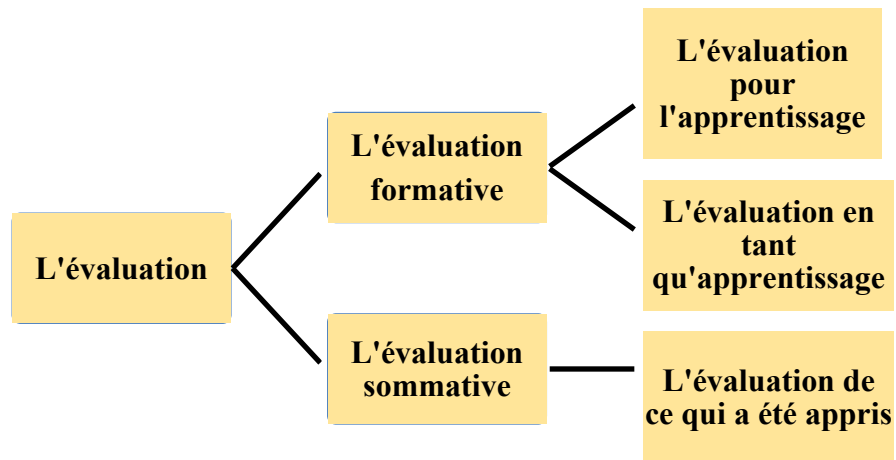 L'évaluation
L'évaluation
formative
L'évaluation
sommative
L'évaluation
pour
l'apprentissage
L'évaluation en
tant
qu'apprentissage
L'évaluation de
ce qui a été appris